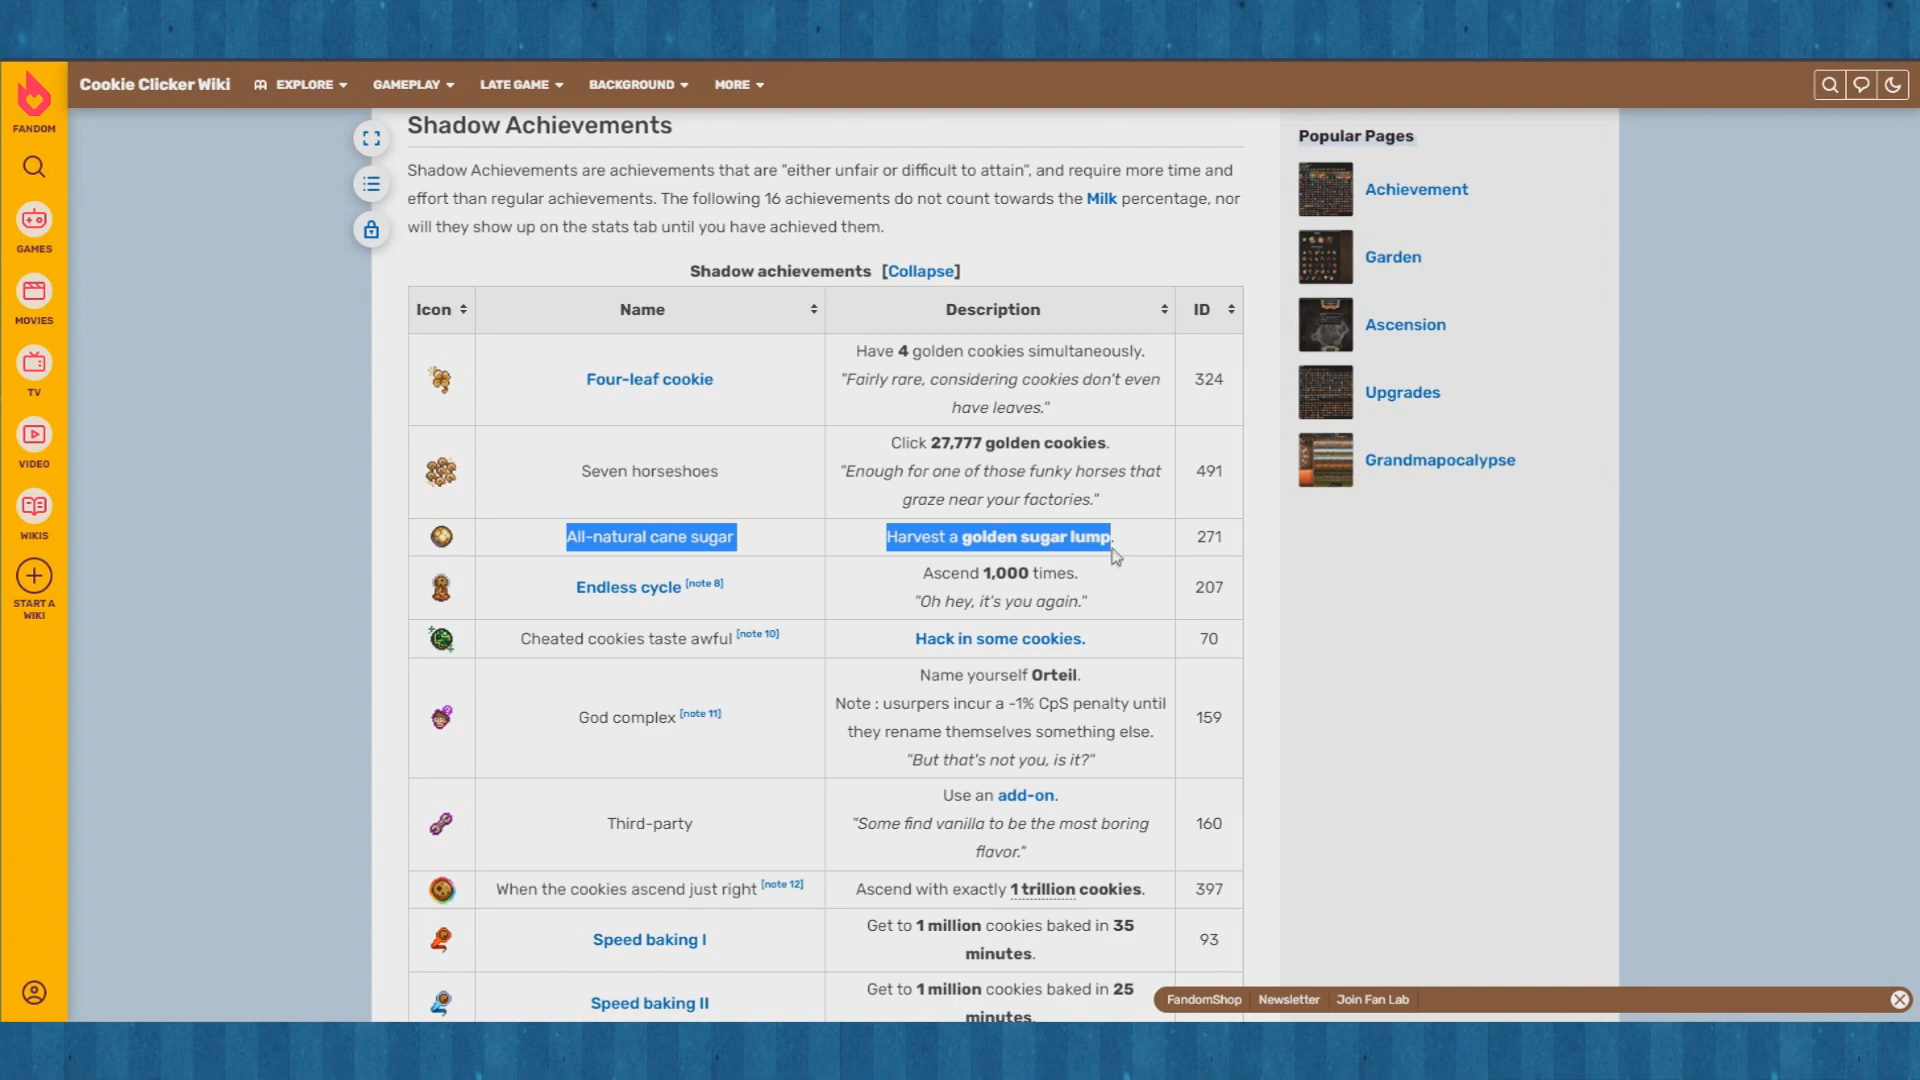 FANDOM
GAMES
MOVIES
TV
VIDEO
WIKIS
START A
WIKI
Cookie Clicker Wiki
EXPLORE
GAMEPLAY
LATE GAME
BACKGROUND
MORE
Shadow Achievements
Shadow Achievements are achievements that are "either unfair or difficult to attain", and require more time and
effort than regular achievements. The following 16 achievements do not count towards the Milk percentage, nor
will they show up on the stats tab until you have achieved them.
Shadow achievements [Collapse]
Icon Name Description ID
Have 4 golden cookies simultaneously.
Four-leaf cookie "Fairly rare, considering cookies don't even 324
have leaves."
Click 27,777 golden cookies.
Seven horseshoes "Enough for one of those funky horses that 491
graze near your factories."
All-natural cane sugar Harvest a golden sugar lump. 271
Ascend 1,000 times.
Endless cycle [note 8] 207
"Oh hey, it's you again."
Cheated cookies taste awful [note 10] Hack in some cookies. 70
Name yourself Orteil.
Note : usurpers incur a -1% CpS penalty until
God complex [note 11] 159
they rename themselves something else.
"But that's not you, is it?"
Use an add-on.
Third-party "Some find vanilla to be the most boring 160
flavor."
When the cookies ascend just right [note 12] Ascend with exactly 1 trillion cookies. 397
Get to 1 million cookies baked in 35
Speed baking I 93
minutes.
Get to 1 million cookies baked in 25
Speed baking II
minutes.
Popular Pages
Achievement
Garden
Ascension
Upgrades
Grandmapocalypse
FandomShop Newsletter Join Fan Lab